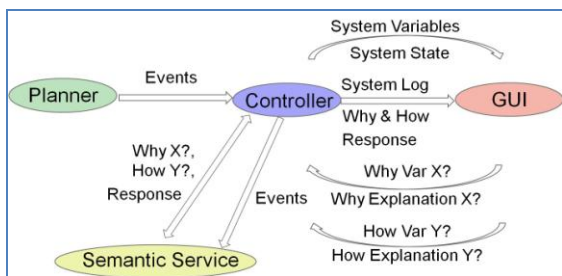 System Variables
System State
Events
System Log
Planner
Controller
GUI
Why & How
Response
Why X?,
How Y?,
Response
Why Var X?
Why Explanation X?
Events
How Var Y?
How Explanation Y?
Semantic Service